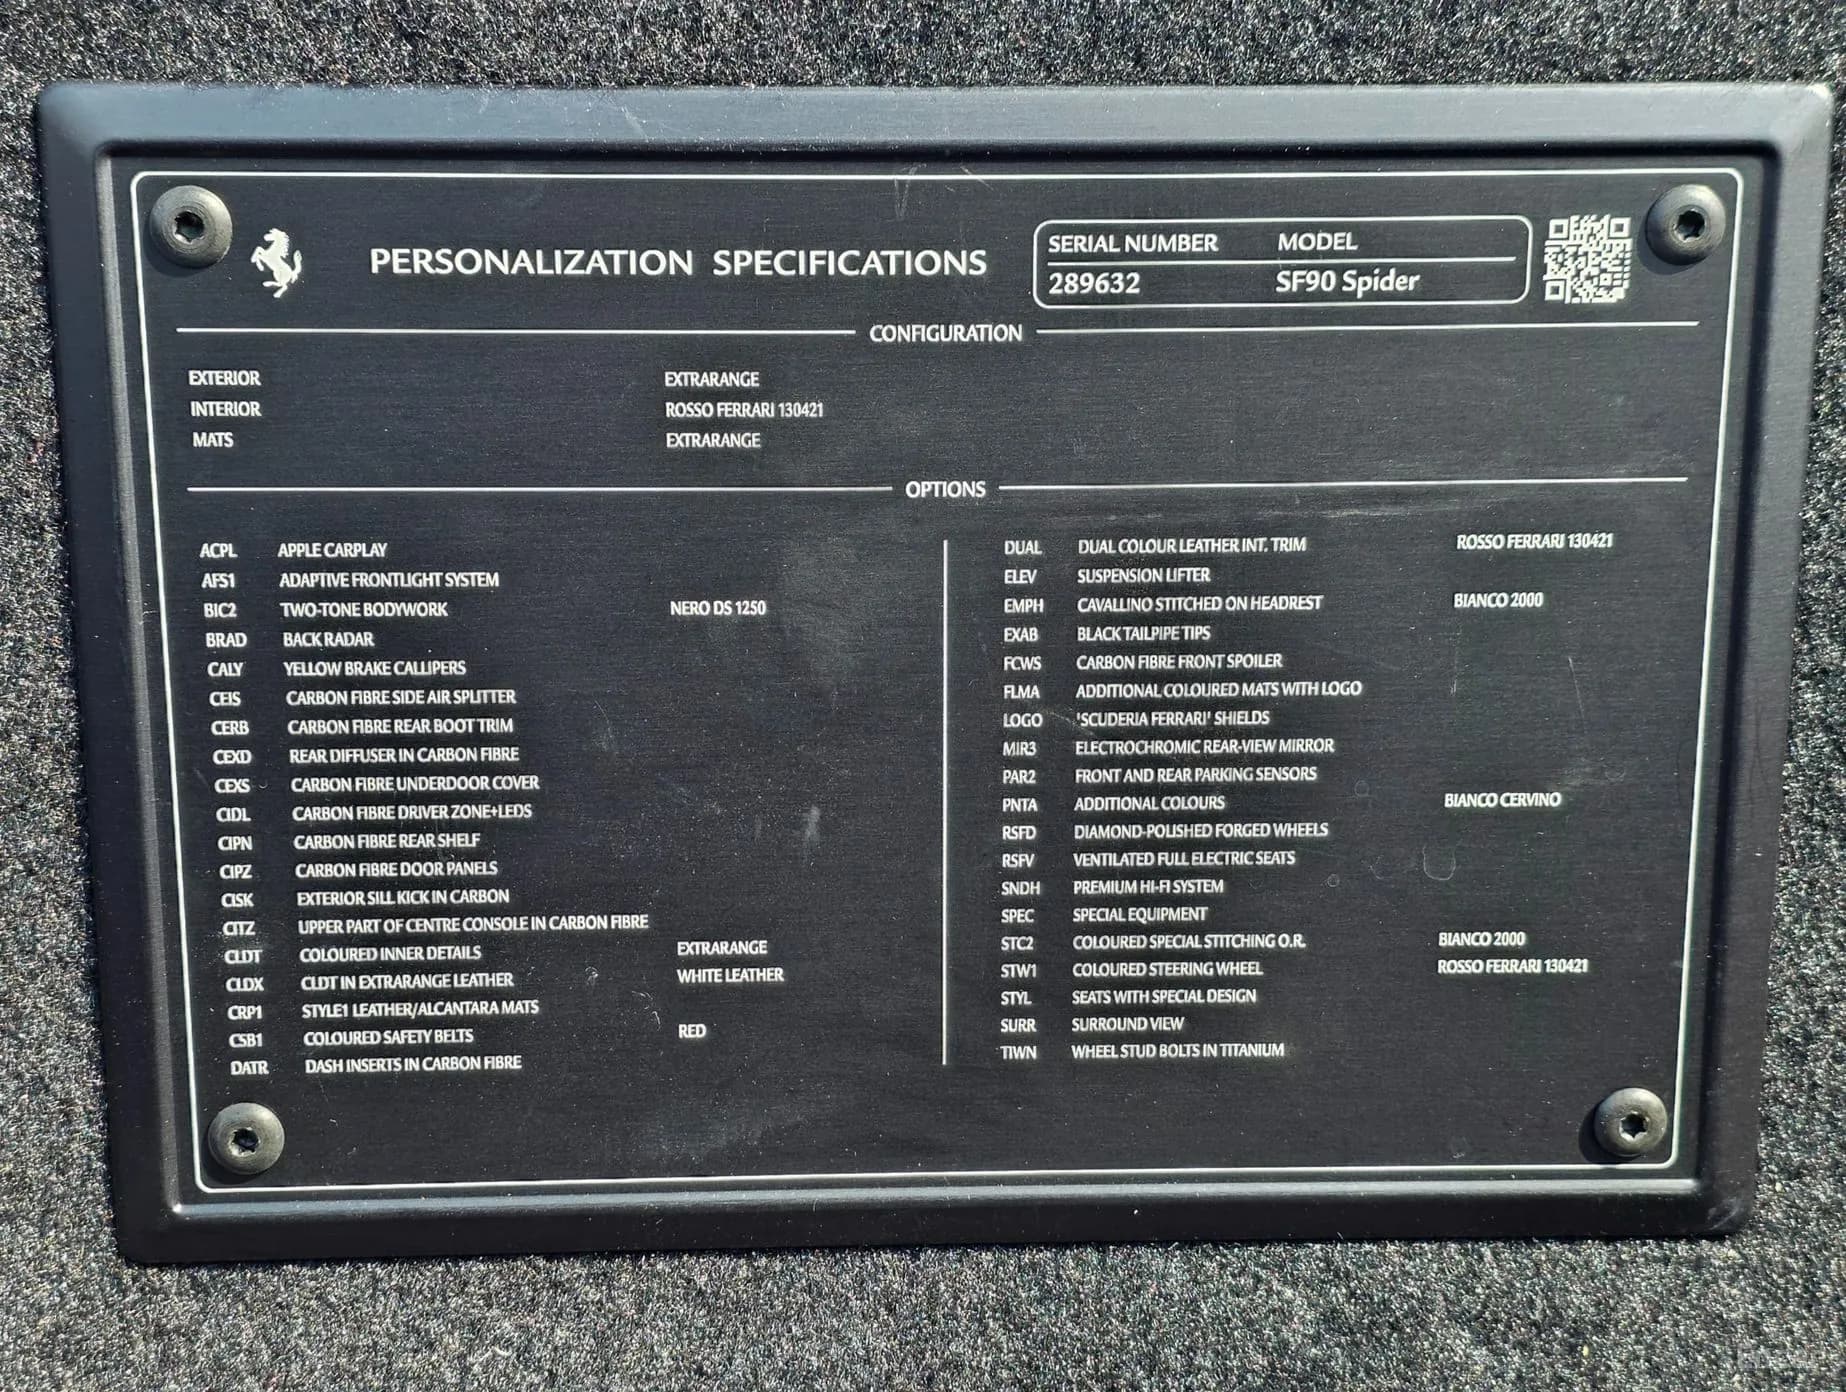 PERSONALIZATION SPECIFICATIONS
SERIAL NUMBER MODEL
289632 SF90 Spider
CONFIGURATION
EXTERIOR EXTRARANGE
INTERIOR ROSSO FERRARI 130421
MATS EXTRARANGE
OPTIONS
ACPL APPLE CARPLAY
AFS1 ADAPTIVE FRONTLIGHT SYSTEM
BIC2 TWO-TONE BODYWORK NERO DS 1250
BRAD BACK RADAR
CALY YELLOW BRAKE CALLIPERS
CEIS CARBON FIBRE SIDE AIR SPLITTER
CERB CARBON FIBRE REAR BOOT TRIM
CEXD REAR DIFFUSER IN CARBON FIBRE
CEXS CARBON FIBRE UNDERDOOR COVER
CIDL CARBON FIBRE DRIVER ZONE+LEDS
CIPN CARBON FIBRE REAR SHELF
CIPZ CARBON FIBRE DOOR PANELS
CISK EXTERIOR SILL KICK IN CARBON
CITZ UPPER PART OF CENTRE CONSOLE IN CARBON FIBRE
CLDT COLOURED INNER DETAILS EXTRARANGE
CLDX CLDT IN EXTRARANGE LEATHER WHITE LEATHER
CRP1 STYLE1 LEATHER/ALCANTARA MATS
CSB1 COLOURED SAFETY BELTS RED
DATR DASH INSERTS IN CARBON FIBRE
DUAL DUAL COLOUR LEATHER INT. TRIM ROSSO FERRARI 130421
ELEV SUSPENSION LIFTER
EMPH CAVALLINO STITCHED ON HEADREST BIANCO 2000
EXAB BLACK TAILPIPE TIPS
FCWS CARBON FIBRE FRONT SPOILER
FLMA ADDITIONAL COLOURED MATS WITH LOGO
LOGO 'SCUDERIA FERRARI' SHIELDS
MIR3 ELECTROCHROMIC REAR-VIEW MIRROR
PAR2 FRONT AND REAR PARKING SENSORS
PNTA ADDITIONAL COLOURS BIANCO CERVINO
RSFD DIAMOND-POLISHED FORGED WHEELS
RSFV VENTILATED FULL ELECTRIC SEATS
SNDH PREMIUM HI-FI SYSTEM
SPEC SPECIAL EQUIPMENT
STC2 COLOURED SPECIAL STITCHING O.R. BIANCO 2000
STW1 COLOURED STEERING WHEEL ROSSO FERRARI 130421
STYL SEATS WITH SPECIAL DESIGN
SURR SURROUND VIEW
TIWN WHEEL STUD BOLTS IN TITANIUM